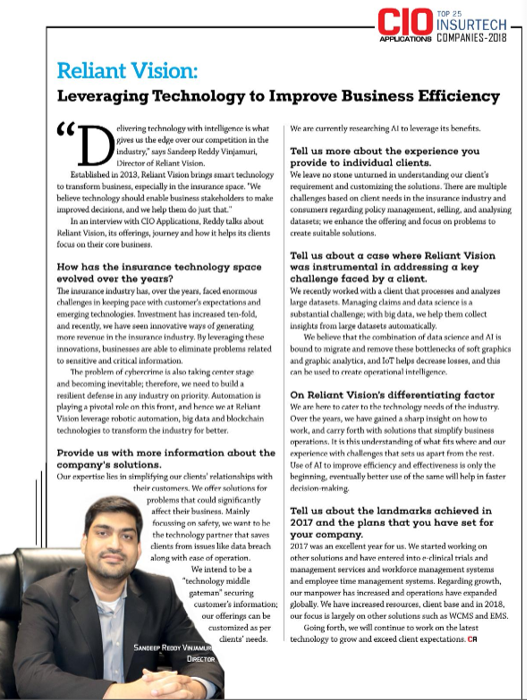 CIO
APPLICATIONS
TOP 25
INSURTECH
COMPANIES-2018
Reliant Vision:
Leveraging Technology to Improve Business Efficiency
“Delivering technology with intelligence is what
gives us the edge over our competition in the
industry,” says Sandeep Reddy Vinjamuri,
Director of Reliant Vision.
Established in 2013, Reliant Vision brings smart technology
to transform business, especially in the insurance space. “We
believe technology should enable business stakeholders to make
improved decisions, and we help them do just that.”
In an interview with CIO Applications, Reddy talks about
Reliant Vision, its offerings, journey and how it helps its clients
focus on their core business.
How has the insurance technology space
evolved over the years?
The insurance industry has, over the years, faced enormous
challenges in keeping pace with customer's expectations and
emerging technologies. Investment has increased ten-fold,
and recently, we have seen innovative ways of generating
more revenue in the insurance industry. By leveraging these
innovations, businesses are able to eliminate problems related
to sensitive and critical information.
The problem of cybercrime is also taking center stage
and becoming inevitable; therefore, we need to build a
resilient defense in any industry on priority. Automation is
playing a pivotal role on this front, and hence we at Reliant
Vision leverage robotic automation, big data and blockchain
technologies to transform the industry for better.
Provide us with more information about the
company's solutions.
Our expertise lies in simplifying our clients' relationships with
their customers. We offer solutions for
problems that could significantly
affect their business. Mainly
focussing on safety, we want to be
the technology partner that saves
clients from issues like data breach
along with ease of operation.
We intend to be a
"technology middle
gateman" securing
customer's information;
our offerings can be
customized as per
clients' needs.
SANDEEP REDDY VINJAMURI
DIRECTOR
We are currently researching AI to leverage its benefits.
Tell us more about the experience you
provide to individual clients.
We leave no stone untured in understanding our client's
requirement and customizing the solutions. There are multiple
challenges based on client needs in the insurance industry and
consumers regarding policy management, selling, and analysing
datasets; we enhance the offering and focus on problems to
create suitable solutions.
Tell us about a case where Reliant Vision
was instrumental in addressing a key
challenge faced by a client.
We recently worked with a client that processes and analyzes
large datasets. Managing claims and data science is a
substantial challenge; with big data, we help them collect
insights from large datasets automatically.
We believe that the combination of data science and AI is
bound to migrate and remove these bottlenecks of soft graphics
and graphic analytics, and IoT helps decrease losses, and this
can be used to create operational intelligence.
On Reliant Vision's differentiating factor
We are here to cater to the technology needs of the industry.
Over the years, we have gained a sharp insight on how to
work, and carry forth with solutions that simplify business
operations. It is this understanding of what fits where and our
experience with challenges that sets us apart from the rest.
Use of AI to improve efficiency and effectiveness is only the
beginning, eventually better use of the same will help in faster
decision-making.
Tell us about the landmarks achieved in
2017 and the plans that you have set for
your company.
2017 was an excellent year for us. We started working on
other solutions and have entered into e-clinical trials and
management services and workforce management systems
and employee time management systems. Regarding growth,
our manpower has increased and operations have expanded
globally. We have increased resources, client base and in 2018,
our focus is largely on other solutions such as WCMS and EMS.
Going forth, we will continue to work on the latest
technology to grow and exceed client expectations. CA